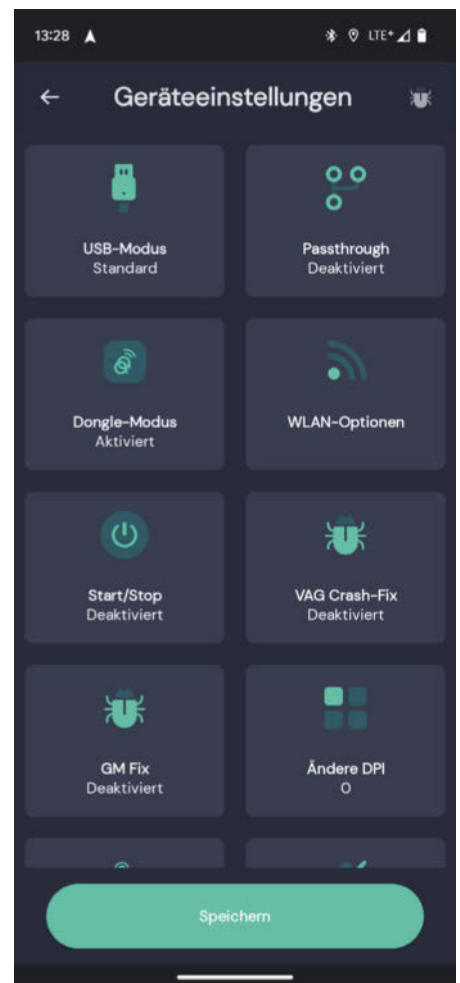 13:28
LTE+
Geräteeinstellungen
USB-Modus
Standard
Passthrough
Deaktiviert
Dongle-Modus
Aktiviert
WLAN-Optionen
Start/Stop
Deaktiviert
VAG Crash-Fix
Deaktiviert
GM Fix
Deaktiviert
Ändere DPI
0
Speichern